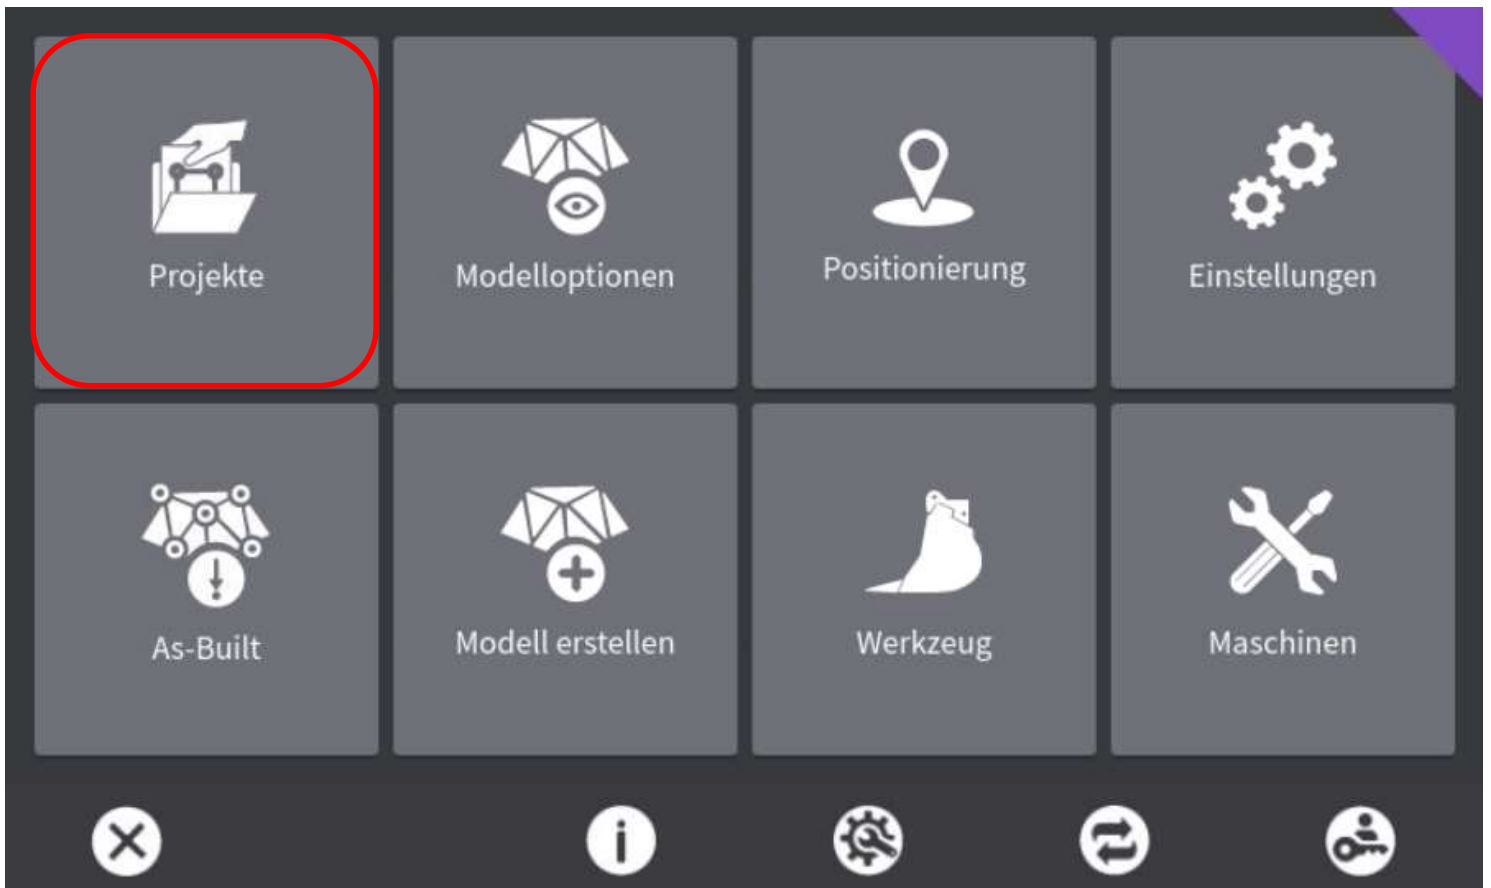 Projekte
Modelloptionen
Positionierung
Einstellungen
As-Built
Modell erstellen
Werkzeug
Maschinen